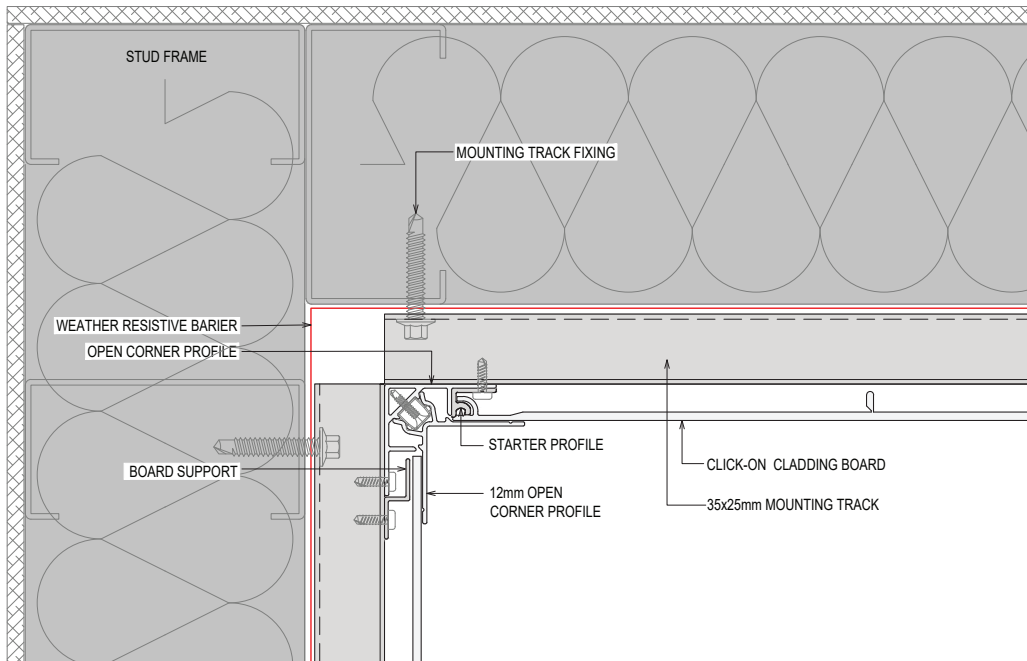 STUD FRAME
MOUNTING TRACK FIXING
WEATHER RESISTIVE BARIER
OPEN CORNER PROFILE
STARTER PROFILE
BOARD SUPPORT
CLICK-ON CLADDING BOARD
12mm OPEN
CORNER PROFILE
35x25mm MOUNTING TRACK